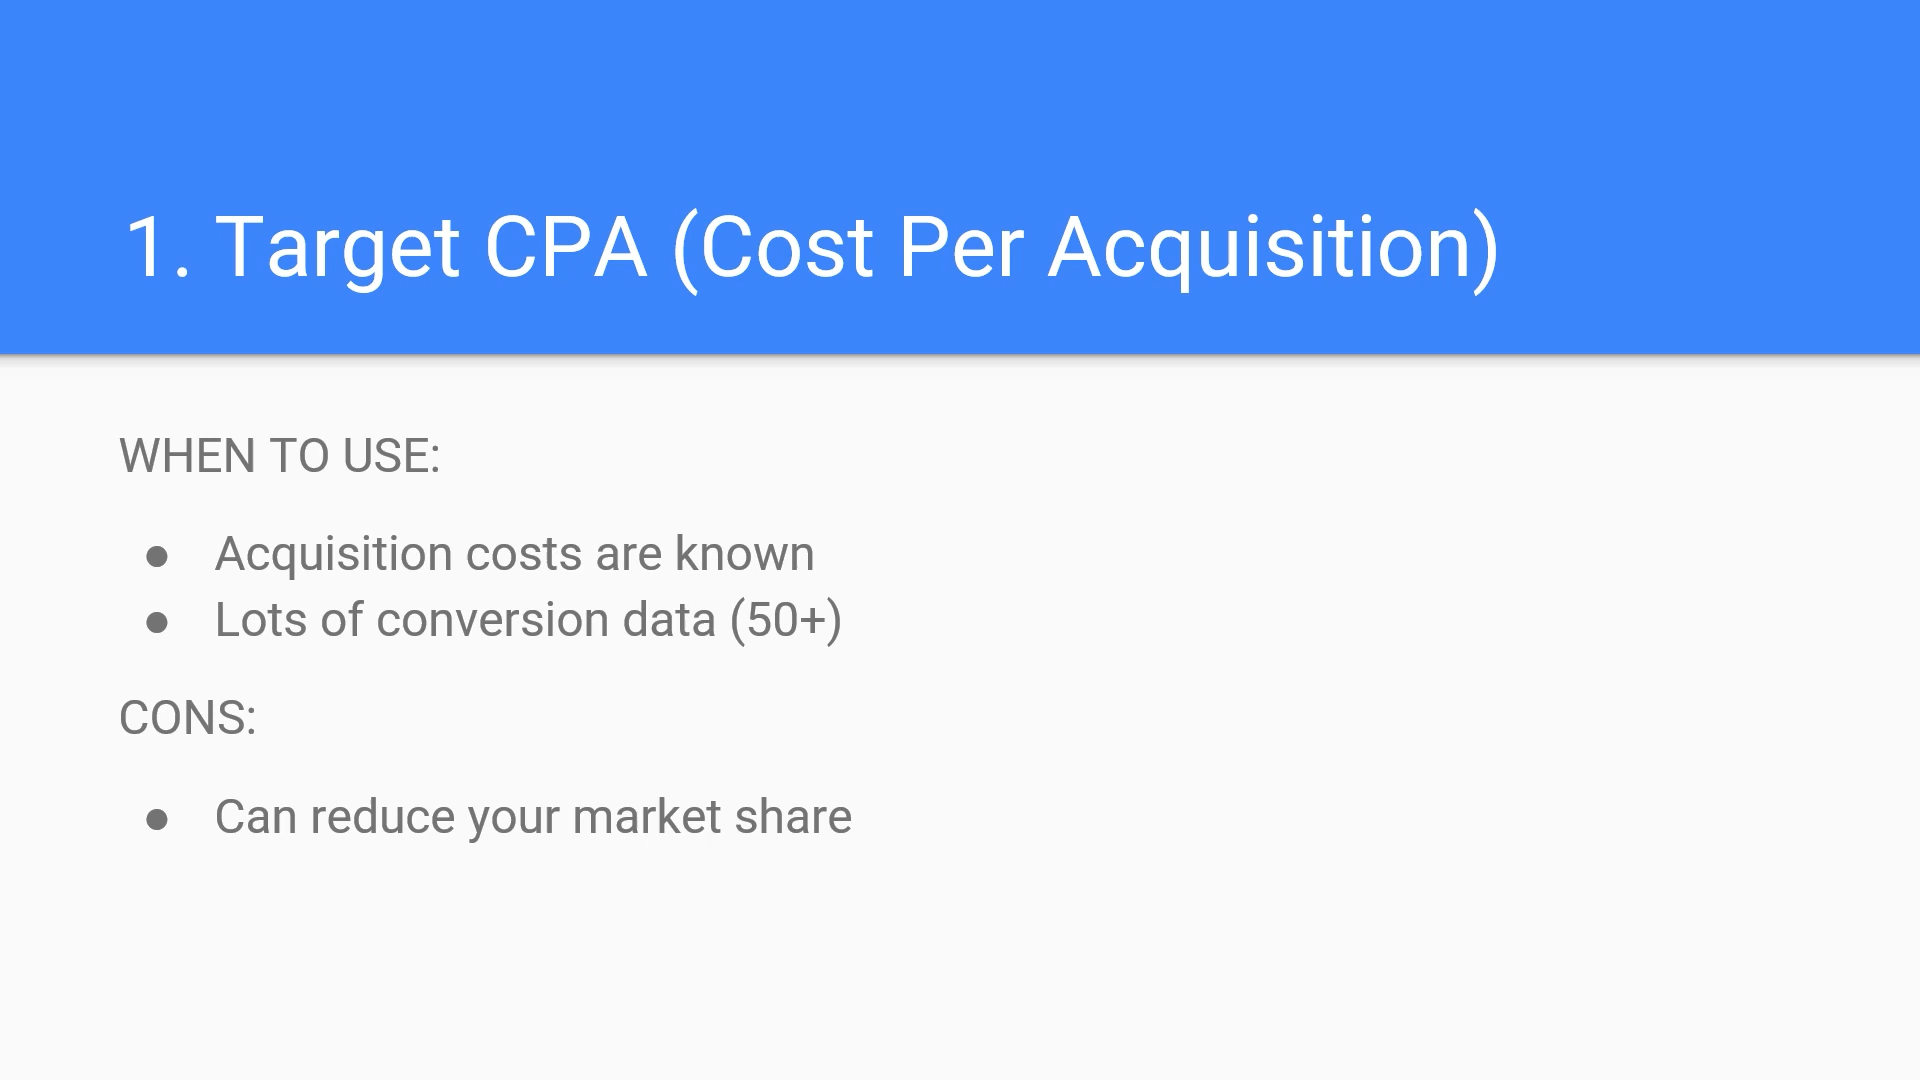 1. Target CPA (Cost Per Acquisition)
WHEN TO USE:
● Acquisition costs are known
● Lots of conversion data (50+)
CONS:
● Can reduce your market share